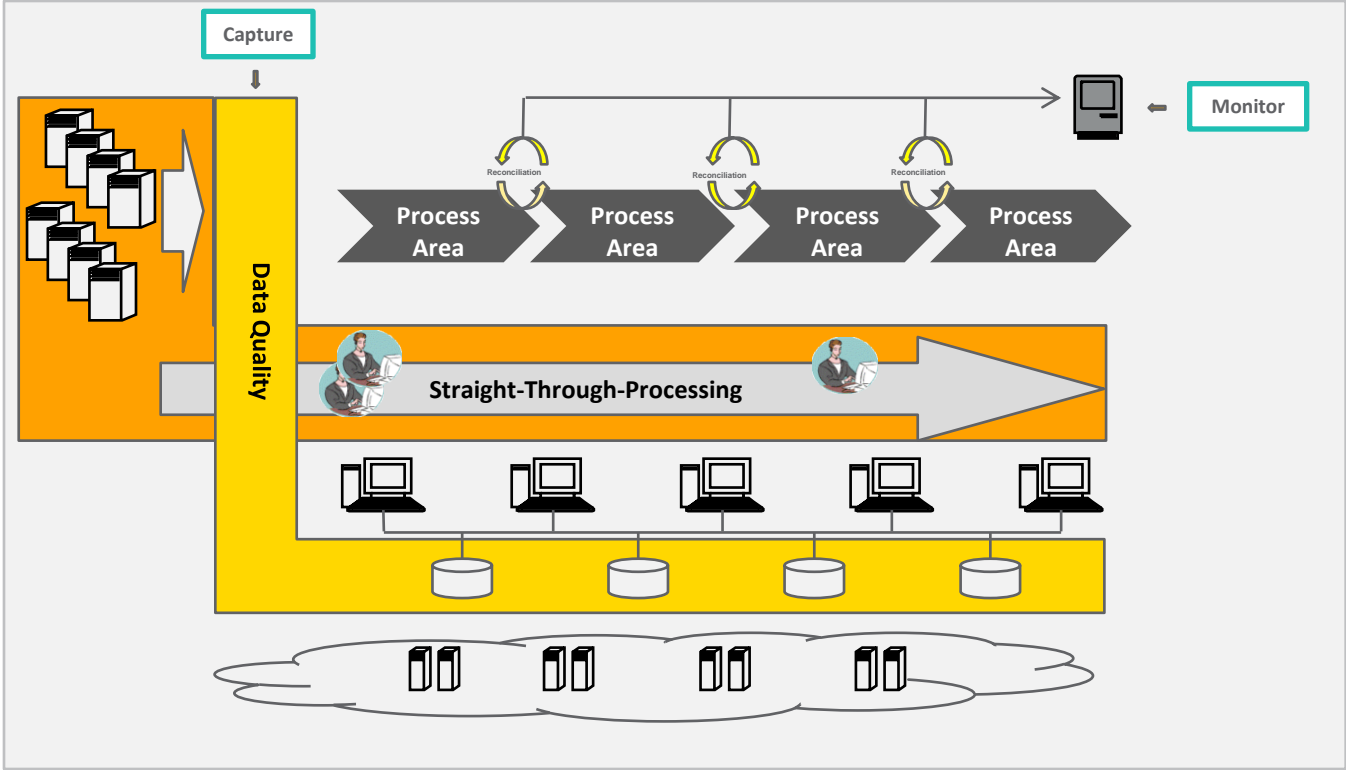 Capture
Monitor
Reconciliation
Reconciliation
Reconciliation
Process
Area
Process
Area
Process
Area
Process
Area
Data Quality
Straight-Through-Processing